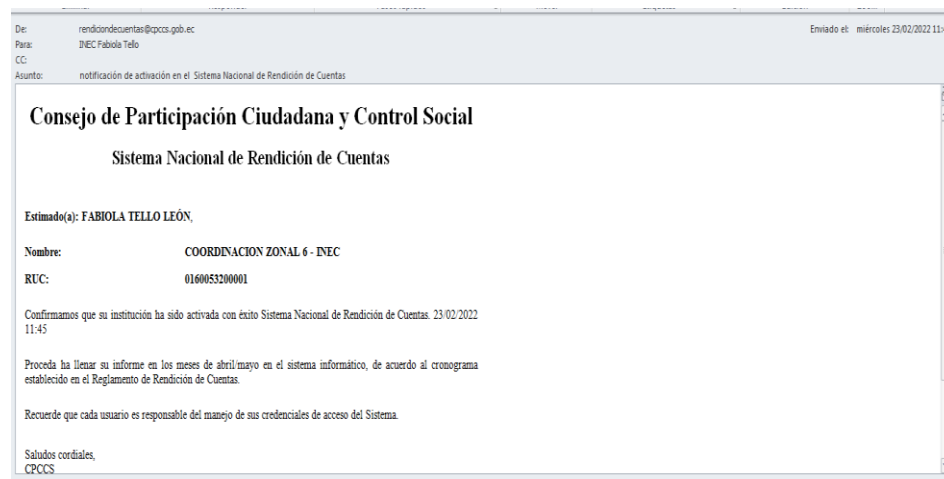 De: rendiciondecuentas@cpccs.gob.ec Enviado el: miércoles 23/02/2022 11:
Para: INEC Fabiola Tello
CC:
Asunto: notificación de activación en el Sistema Nacional de Rendición de Cuentas
Consejo de Participación Ciudadana y Control Social
Sistema Nacional de Rendición de Cuentas
Estimado(a): FABIOLA TELLO LEÓN,
Nombre: COORDINACION ZONAL 6 - INEC
RUC: 0160053200001
Confirmamos que su institución ha sido activada con éxito Sistema Nacional de Rendición de Cuentas. 23/02/2022
11:45
Proceda ha llenar su informe en los meses de abril/mayo en el sistema informático, de acuerdo al cronograma
establecido en el Reglamento de Rendición de Cuentas.
Recuerde que cada usuario es responsable del manejo de sus credenciales de acceso del Sistema.
Saludos cordiales,
CPCCS